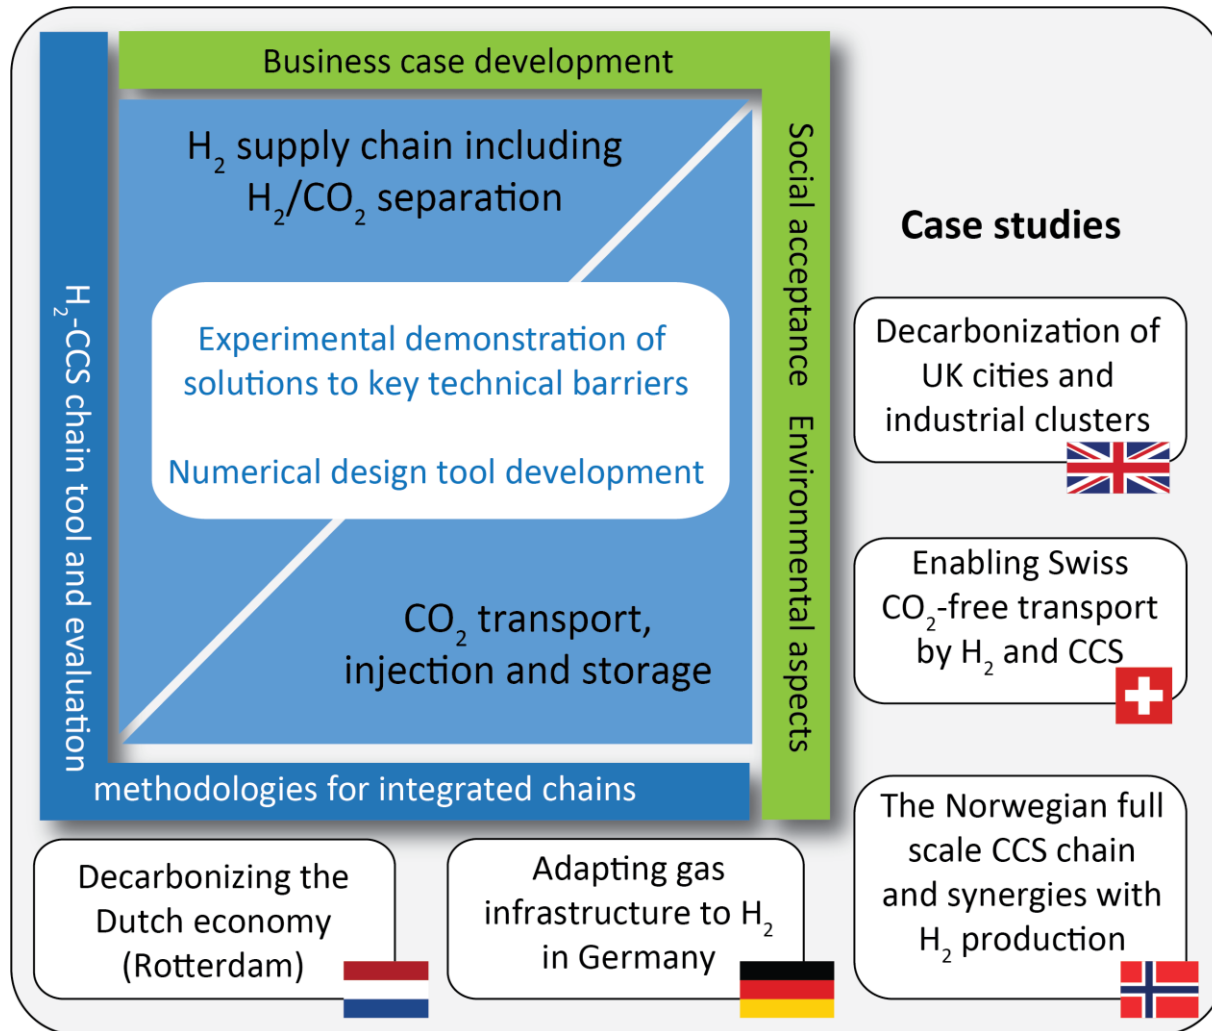 Business case development
H₂ supply chain including
H₂/CO₂ separation
Experimental demonstration of
solutions to key technical barriers
Numerical design tool development
CO₂ transport,
injection and storage
H₂-CCS chain tool and evaluation
methodologies for integrated chains
Social acceptance Environmental aspects
Case studies
Decarbonization of
UK cities and
industrial clusters
Enabling Swiss
CO₂-free transport
by H₂ and CCS
The Norwegian full
scale CCS chain
and synergies with
H₂ production
Decarbonizing the
Dutch economy
(Rotterdam)
Adapting gas
infrastructure to H₂
in Germany